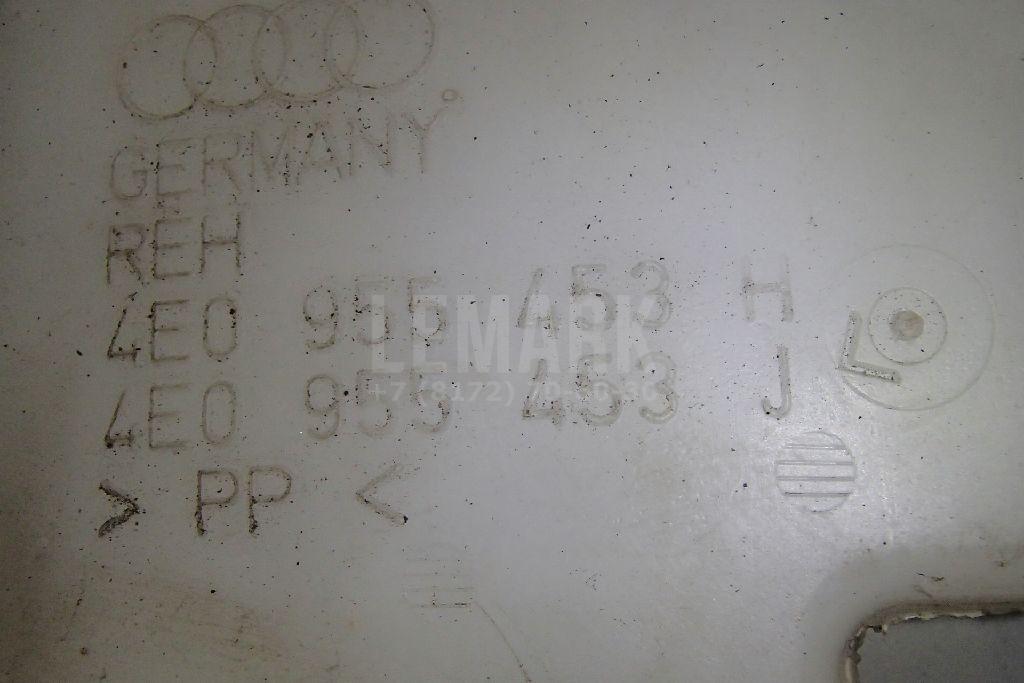 GERMANY
REH
4E0 955 453 H
4E0 955 453 J
> PP <
LEMARK